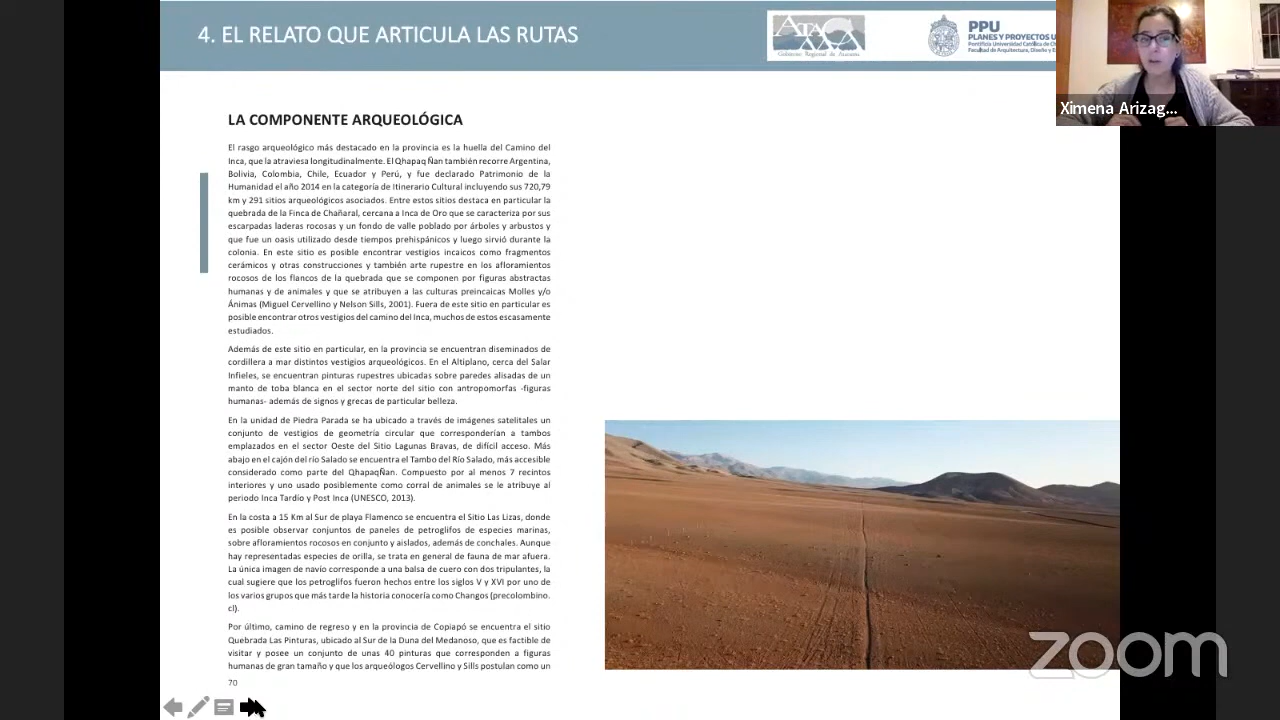 4. EL RELATO QUE ARTICULA LAS RUTAS
ATACAMA
Gobierno Regional de Atacama
PPU
PLANES Y PROYECTOS U
Pontificia Universidad Católica de Ch
Facultad de Arquitectura, Diseño y E
Ximena Arizag...
LA COMPONENTE ARQUEOLÓGICA
El rasgo arqueológico más destacado en la provincia es la huella del Camino del
Inca, que la atraviesa longitudinalmente. El Qhapaq Ñan también recorre Argentina,
Bolivia, Colombia, Chile, Ecuador y Perú, y fue declarado Patrimonio de la
Humanidad el año 2014 en la categoría de Itinerario Cultural incluyendo sus 720,79
km y 291 sitios arqueológicos asociados. Entre estos sitios destaca en particular la
quebrada de la Finca de Chañaral, cercana a Inca de Oro que se caracteriza por sus
escarpadas laderas rocosas y un fondo de valle poblado por árboles y arbustos y
que fue un oasis utilizado desde tiempos prehispánicos y luego sirvió durante la
colonia. En este sitio es posible encontrar vestigios incaicos como fragmentos
cerámicos y otras construcciones y también arte rupestre en los afloramientos
rocosos de los flancos de la quebrada que se componen por figuras abstractas
humanas y de animales y que se atribuyen a las culturas preincaicas Molles y/o
Ánimas (Miguel Cervellino y Nelson Sills, 2001). Fuera de este sitio en particular es
posible encontrar otros vestigios del camino del Inca, muchos de estos escasamente
estudiados.
Además de este sitio en particular, en la provincia se encuentran diseminados de
cordillera a mar distintos vestigios arqueológicos. En el Altiplano, cerca del Salar
Infieles, se encuentran pinturas rupestres ubicadas sobre paredes alisadas de un
manto de toba blanca en el sector norte del sitio con antropomorfas -figuras
humanas- además de signos y grecas de particular belleza.
En la unidad de Piedra Parada se ha ubicado a través de imágenes satelitales un
conjunto de vestigios de geometría circular que corresponderían a tambos
emplazados en el sector Oeste del Sitio Lagunas Bravas, de difícil acceso. Más
abajo en el cajón del río Salado se encuentra el Tambo del Río Salado, más accesible
considerado como parte del QhapaqÑan. Compuesto por al menos 7 recintos
interiores y uno usado posiblemente como corral de animales se le atribuye al
periodo Inca Tardío y Post Inca (UNESCO, 2013).
En la costa a 15 Km al Sur de playa Flamenco se encuentra el Sitio Las Lizas, donde
es posible observar conjuntos de paneles de petroglifos de especies marinas,
sobre afloramientos rocosos en conjunto y aislados, además de conchales. Aunque
hay representadas especies de orilla, se trata en general de fauna de mar afuera.
La única imagen de navío corresponde a una balsa de cuero con dos tripulantes, la
cual sugiere que los petroglifos fueron hechos entre los siglos V y XVI por uno de
los varios grupos que más tarde la historia conocería como Changos (precolombino.
cl).
Por último, camino de regreso y en la provincia de Copiapó se encuentra el sitio
Quebrada Las Pinturas, ubicado al Sur de la Duna del Medanoso, que es factible de
visitar y posee un conjunto de unas 40 pinturas que corresponden a figuras
humanas de gran tamaño y que los arqueólogos Cervellino y Sills postulan como un
70
zoom